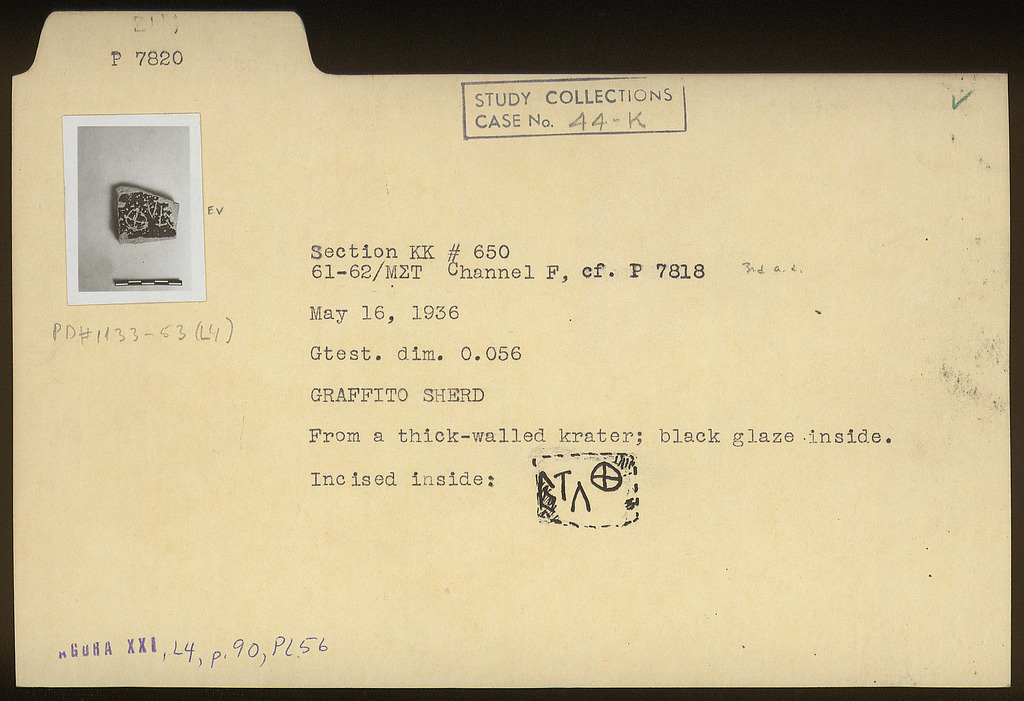 P 7820
STUDY COLLECTIONS
CASE No. 44-K
EV
Section KK # 650
61-62/ΜΣΤ Channel F, cf. P 7818 3rd a.d.
PD#1133-53 (L4)
May 16, 1936
Gtest. dim. 0.056
GRAFFITO SHERD
From a thick-walled krater; black glaze inside.
Incised inside:
ΤΛ
AGORA XXI, L4, p. 90, Pl. 56